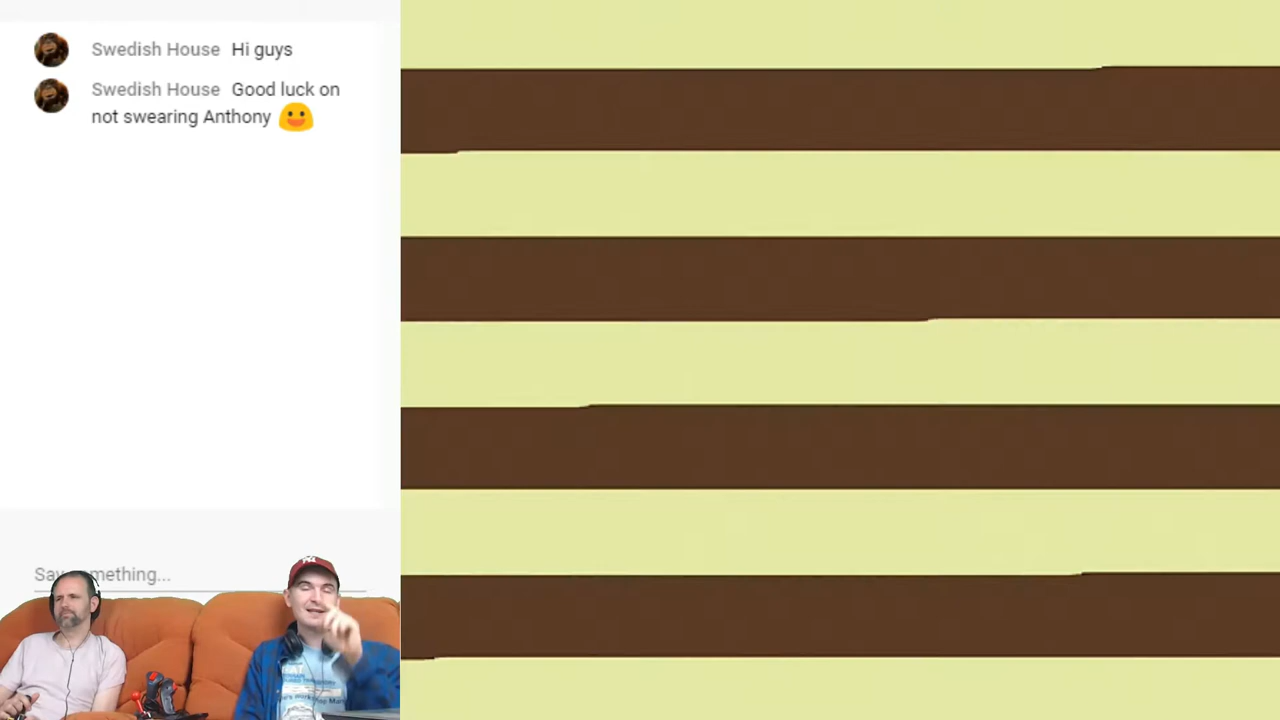 Swedish House Hi guys
Swedish House Good luck on
not swearing Anthony
Say something...